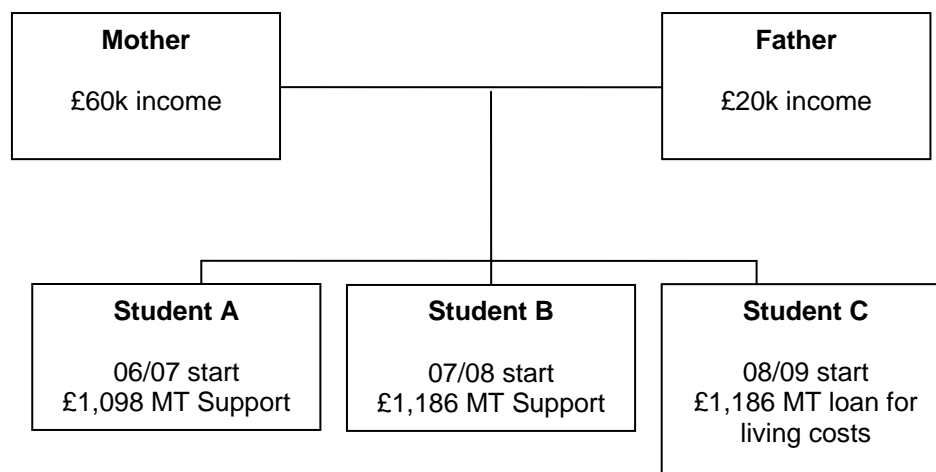 Mother
£60k income
Father
£20k income
Student A
06/07 start
£1,098 MT Support
Student B
07/08 start
£1,186 MT Support
Student C
08/09 start
£1,186 MT loan for
living costs